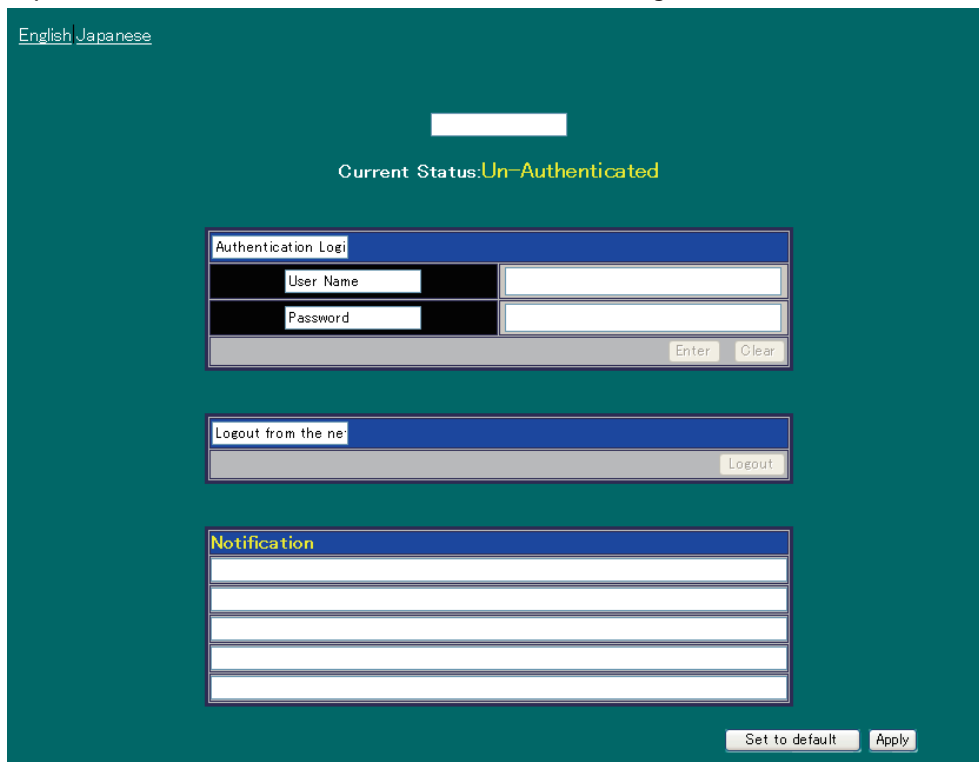 English Japanese
Current Status:Un-Authenticated
Authentication Logi
User Name
Password
Enter Clear
Logout from the ne
Logout
Notification
Set to default Apply